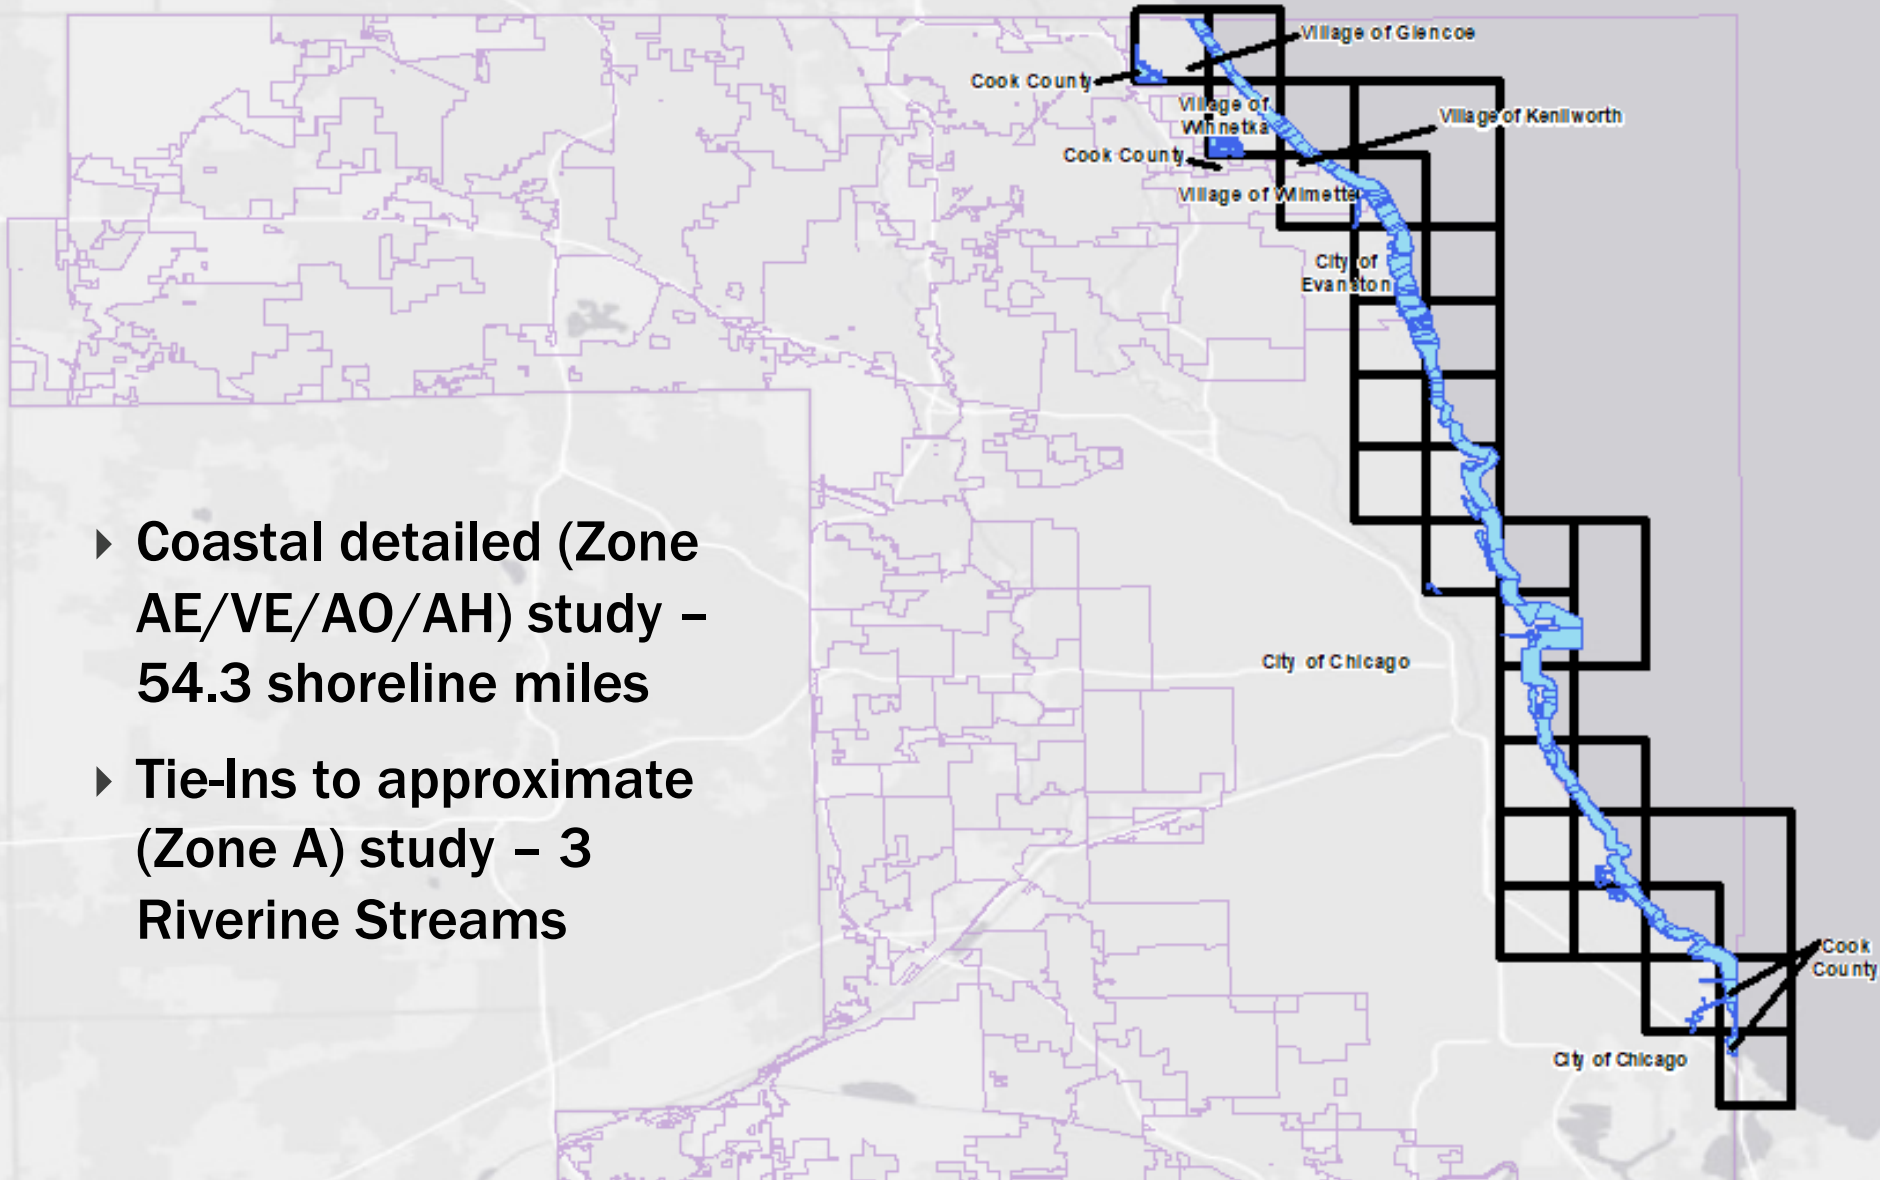 Village of Glencoe
Cook County
Village of
Winnetka
Village of Kenilworth
Cook County
Village of Wilmette
City of
Evanston
▸ Coastal detailed (Zone
AE/VE/AO/AH) study –
54.3 shoreline miles
City of Chicago
▸ Tie-Ins to approximate
(Zone A) study – 3
Riverine Streams
Cook
County
City of Chicago